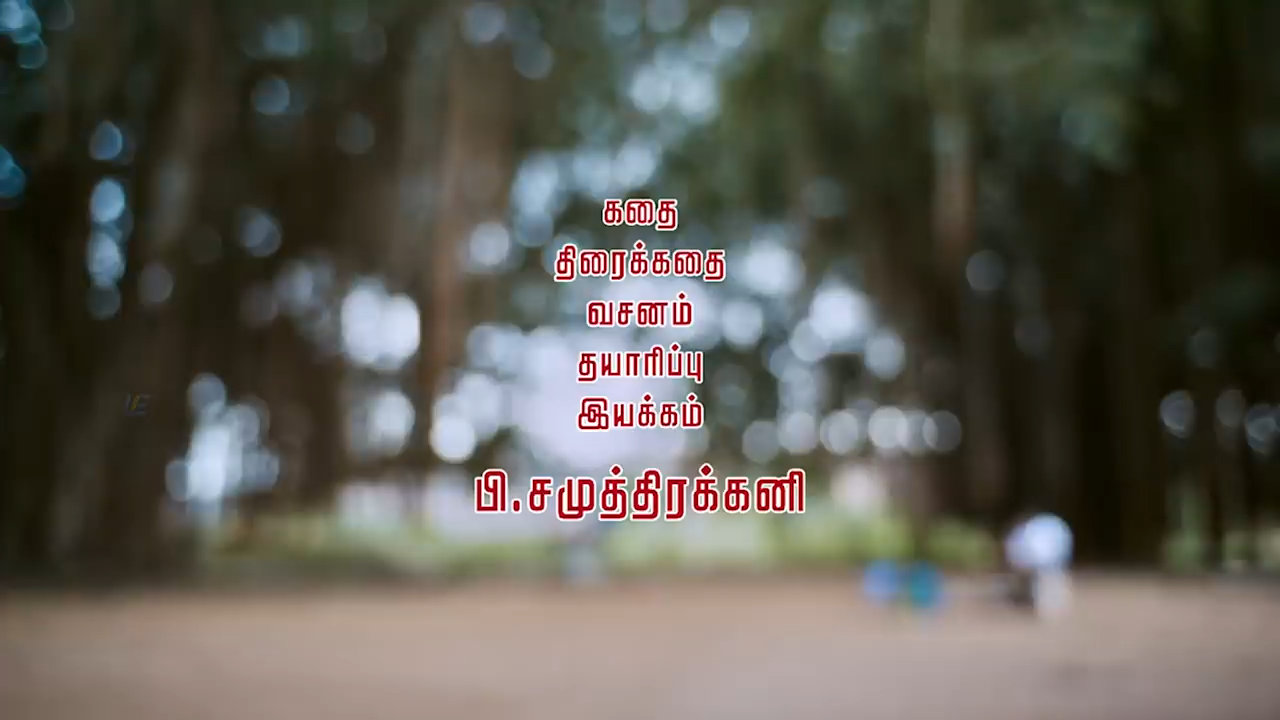 கதை
திரைக்கதை
வசனம்
தயாரிப்பு
இயக்கம்
பி.சமுத்திரக்கனி